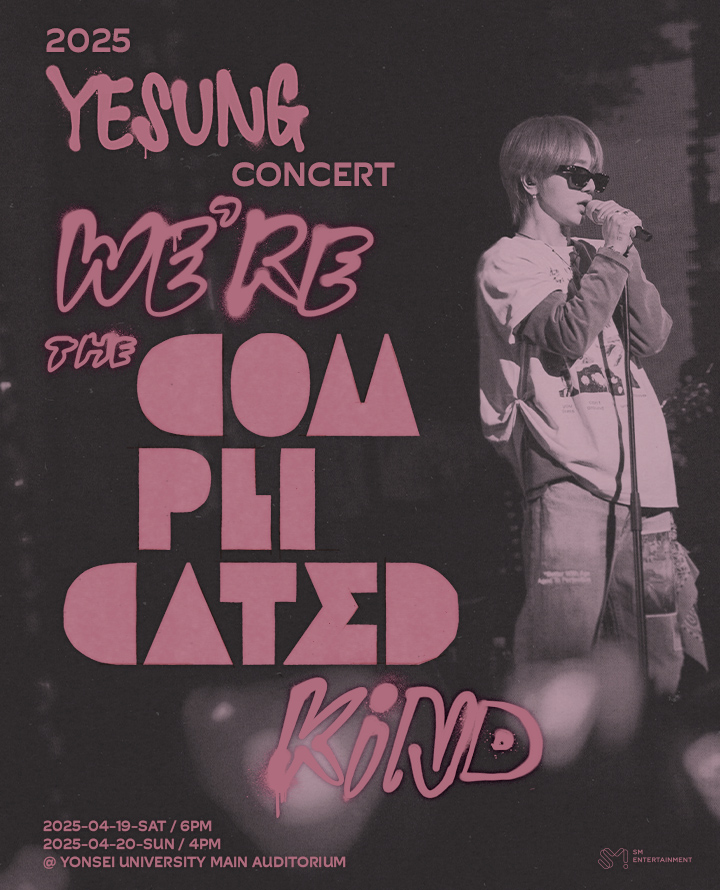 2025
YESUNG
CONCERT
WE'RE
THE COM
PLI
CATED
KiND
2025-04-19-SAT / 6PM
2025-04-20-SUN / 4PM
@ YONSEI UNIVERSITY MAIN AUDITORIUM
SM
ENTERTAINMENT